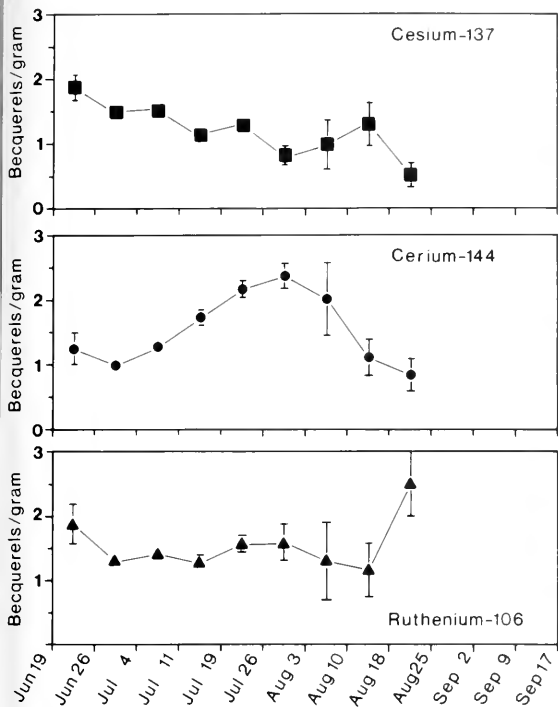 3
Cesium-137
2
1
0
Becquerels/gram
3
Cerium-144
2
1
0
Becquerels/gram
3
2
1
Ruthenium-106
Becquerels/gram
Jun 19
Jun 26
Jul 4
Jul 11
Jul 19
Jul 26
Aug 3
Aug 10
Aug 18
Aug 25
Sep 2
Sep 9
Sep 17